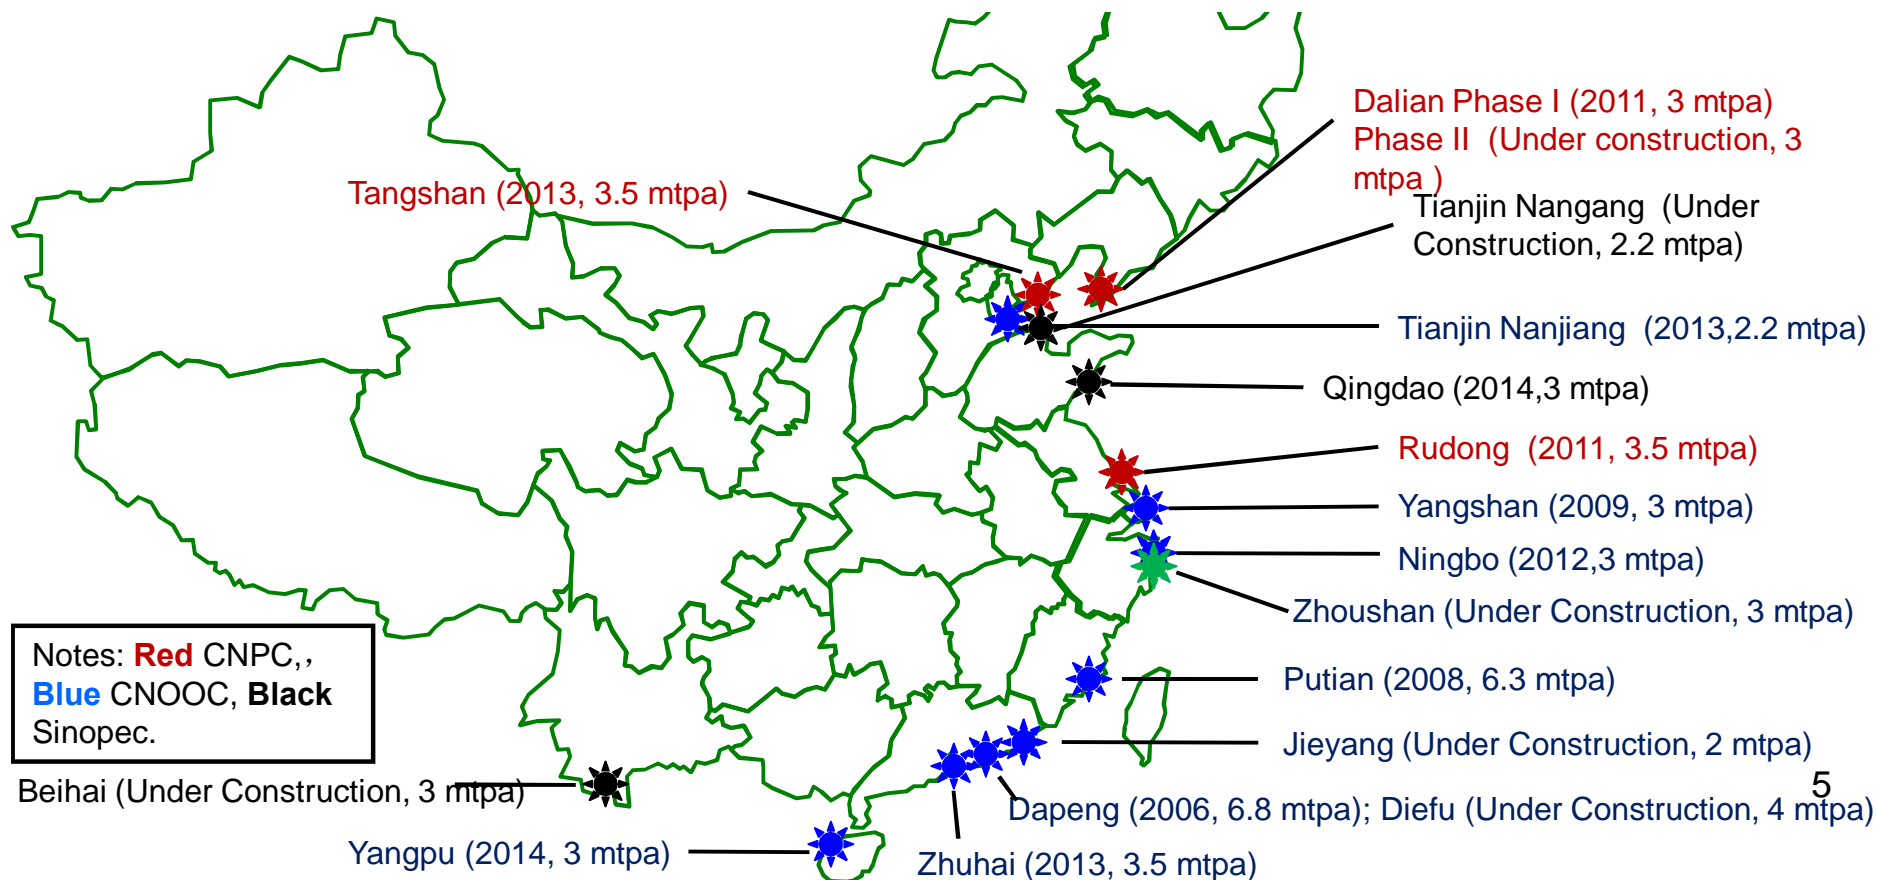 Dalian Phase I (2011, 3 mtpa)
Phase II  (Under construction, 3
mtpa )
Tangshan (2013, 3.5 mtpa)
Tianjin Nangang  (Under
Construction, 2.2 mtpa)
Tianjin Nanjiang  (2013,2.2 mtpa)
Qingdao (2014,3 mtpa)
Rudong  (2011, 3.5 mtpa)
Yangshan (2009, 3 mtpa)
Ningbo (2012,3 mtpa)
Zhoushan (Under Construction, 3 mtpa)
Notes: Red CNPC,,
Blue CNOOC, Black
Sinopec.
Putian (2008, 6.3 mtpa)
Jieyang (Under Construction, 2 mtpa)
Beihai (Under Construction, 3 mtpa)
5
Dapeng (2006, 6.8 mtpa); Diefu (Under Construction, 4 mtpa)
Yangpu (2014, 3 mtpa)
Zhuhai (2013, 3.5 mtpa)